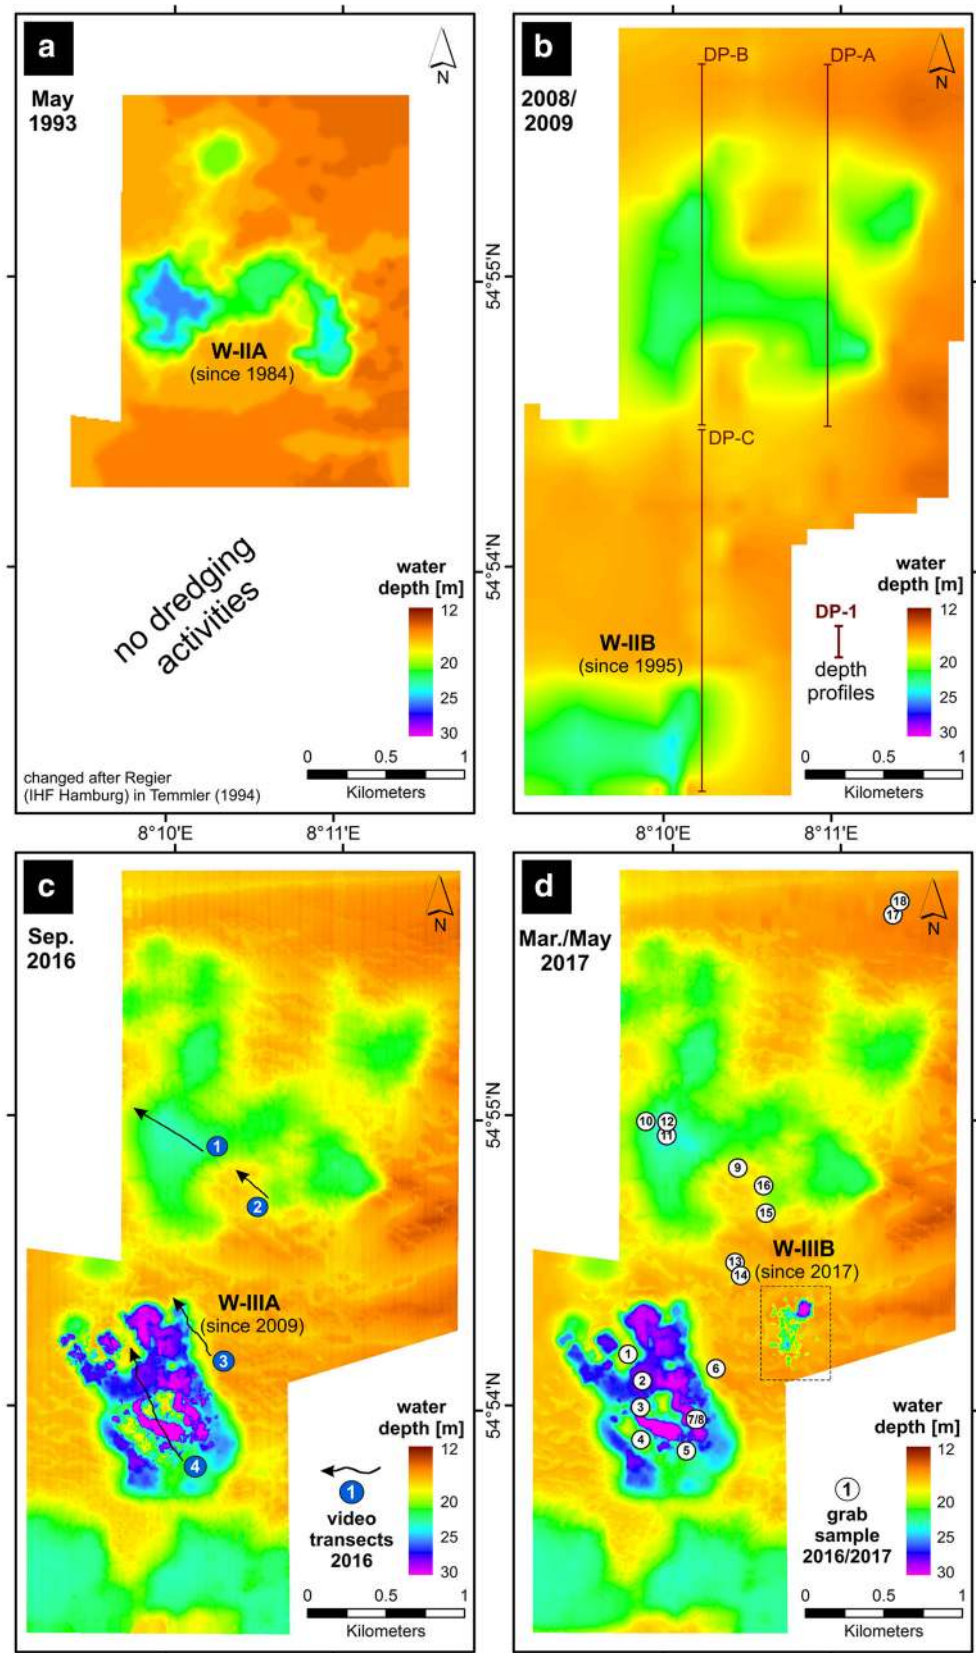 a
May
1993
N
W-IIA
(since 1984)
no dredging
activities
water
depth [m]
12
20
25
30
0 0.5 1
Kilometers
changed after Regier
(IHF Hamburg) in Temmler (1994)
b
2008/
2009
DP-B
DP-A
N
DP-C
W-IIB
(since 1995)
DP-1
depth
profiles
water
depth [m]
12
20
25
30
0 0.5 1
Kilometers
54°55'N
54°54'N
8°10'E
8°11'E
8°10'E
8°11'E
c
Sep.
2016
N
1
2
W-IIIA
(since 2009)
3
4
1
video
transects
2016
water
depth [m]
12
20
25
30
0 0.5 1
Kilometers
54°55'N
54°54'N
d
Mar./May
2017
18
17
N
10
12
11
9
16
15
W-IIIB
(since 2017)
13
14
1
6
2
3
7/8
4
5
1
grab
sample
2016/2017
water
depth [m]
12
20
25
30
0 0.5 1
Kilometers